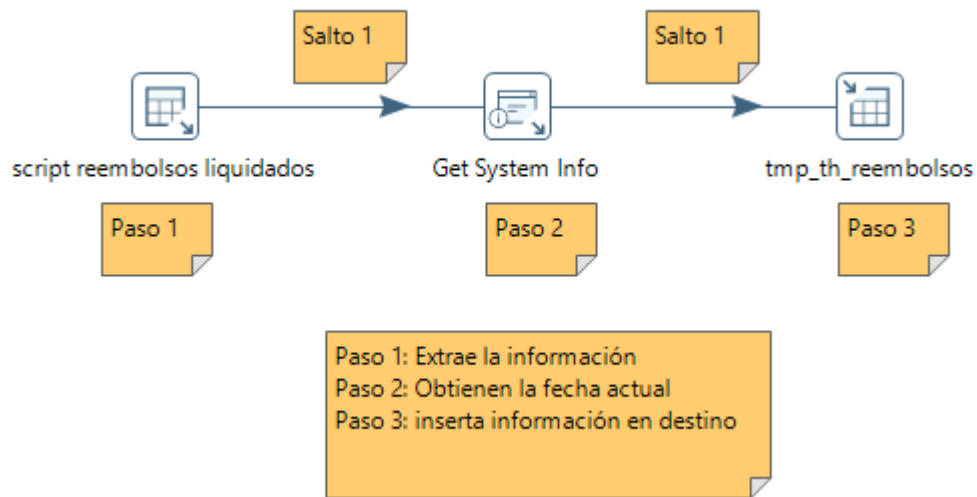 Salto 1
Salto 1
script reembolsos liquidados
Get System Info
tmp_th_reembolsos
Paso 1
Paso 2
Paso 3
Paso 1: Extrae la información
Paso 2: Obtienen la fecha actual
Paso 3: inserta información en destino